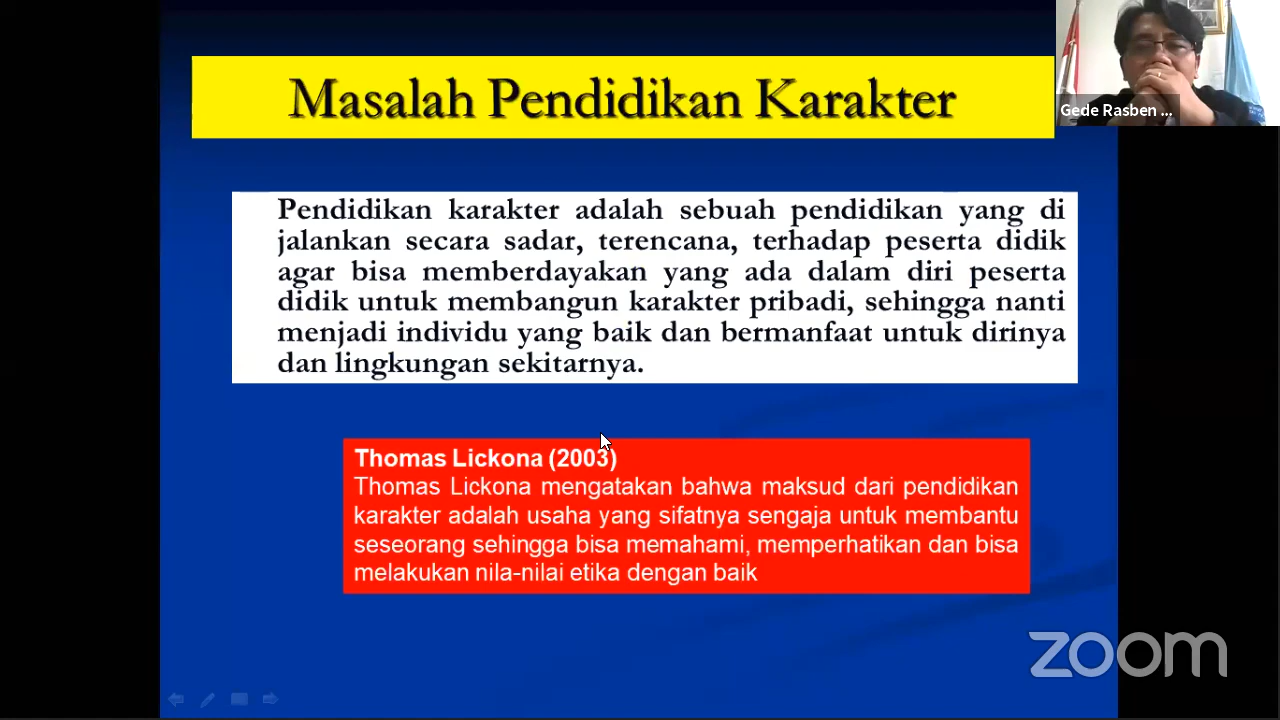 Masalah Pendidikan Karakter
Gede Rasben ...
Pendidikan karakter adalah sebuah pendidikan yang di
jalankan secara sadar, terencana, terhadap peserta didik
agar bisa memberdayakan yang ada dalam diri peserta
didik untuk membangun karakter pribadi, sehingga nanti
menjadi individu yang baik dan bermanfaat untuk dirinya
dan lingkungan sekitarnya.
Thomas Lickona (2003)
Thomas Lickona mengatakan bahwa maksud dari pendidikan
karakter adalah usaha yang sifatnya sengaja untuk membantu
seseorang sehingga bisa memahami, memperhatikan dan bisa
melakukan nila-nilai etika dengan baik
zoom